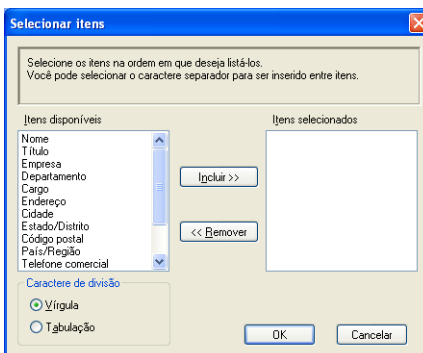 Selecionar itens
Selecione os itens na ordem em que deseja listá-los.
Você pode selecionar o caractere separador para ser inserido entre itens.
Itens disponíveis
Itens selecionados
Nome
Título
Empresa
Departamento
Cargo
Endereço
Cidade
Estado/Distrito
Código postal
País/Região
Telefone comercial
Incluir >>
<< Remover
Caractere de divisão
Vírgula
Tabulação
OK
Cancelar